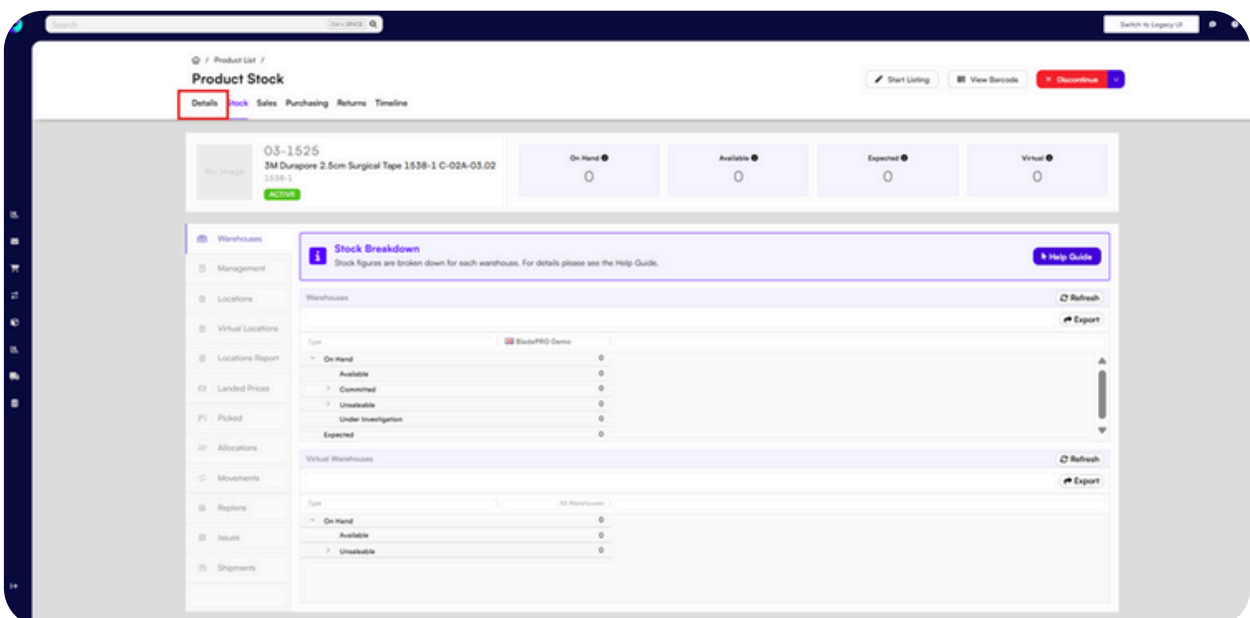 Search
Ctrl + SPACE
Switch to Legacy UI
/ Product List /
Product Stock
Start Listing
View Barcode
× Discontinue
Details Stock Sales Purchasing Returns Timeline
No Image
03-1525
3M Durapore 2.5cm Surgical Tape 1538-1 C-02A-03.02
1538-1
ACTIVE
On Hand
0
Available
0
Expected
0
Virtual
0
Warehouses
Management
Locations
Virtual Locations
Locations Report
Landed Prices
Picked
Allocations
Movements
Replens
Issues
Shipments
Stock Breakdown
Stock figures are broken down for each warehouse. For details please see the Help Guide.
Help Guide
Warehouses
Refresh
Export
Type BladePRO Demo
On Hand 0
Available 0
Committed 0
Unsaleable 0
Under Investigation 0
Expected 0
Virtual Warehouses
Refresh
Export
Type All Warehouses
On Hand 0
Available 0
Unsaleable 0